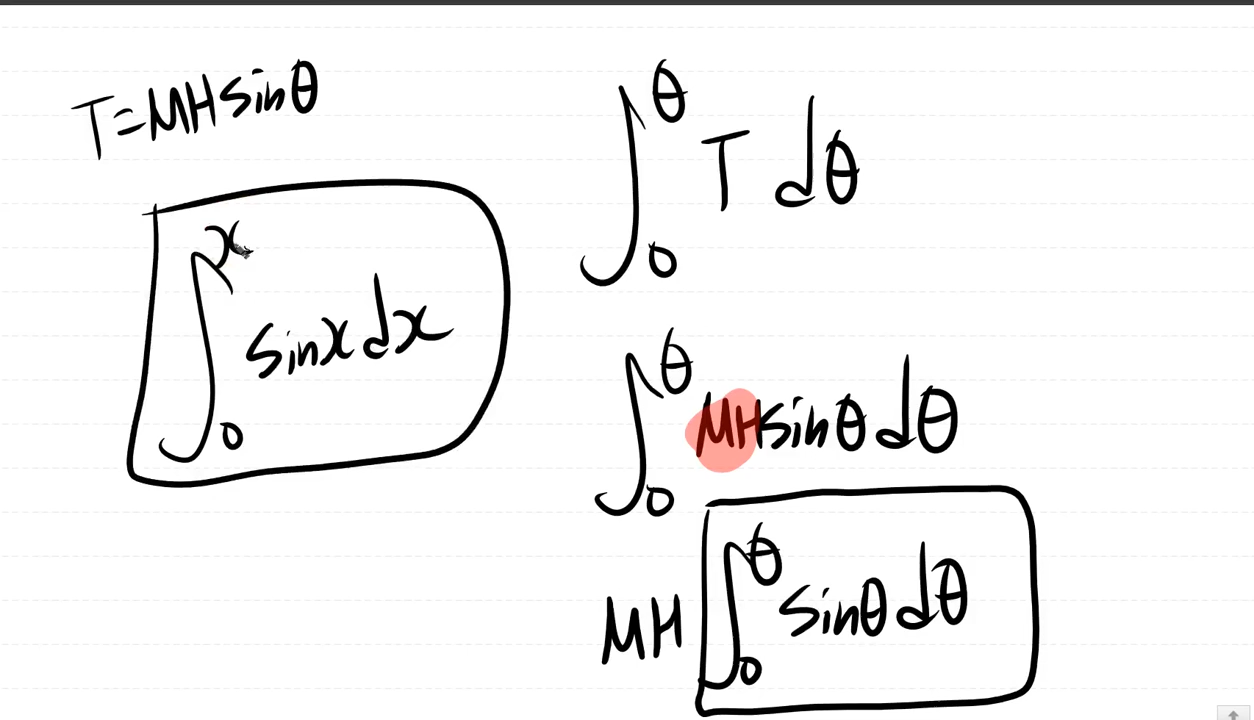 T=MHsinθ
∫₀ˣ sinx dx
∫₀^θ T dθ
∫₀^θ MHsinθ dθ
MH ∫₀^θ sinθ dθ